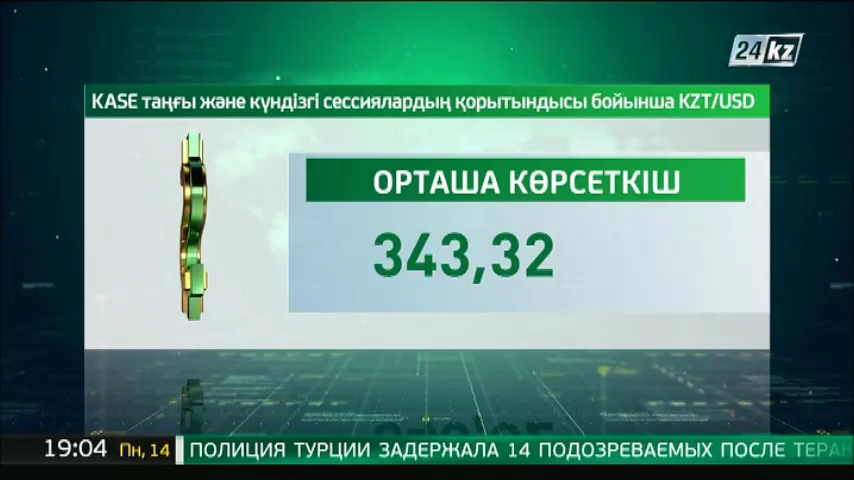 24kz
KASE таңғы және күндізгі сессиялардың қорытындысы бойынша KZT/USD
ОРТАША КӨРСЕТКІШ
343,32
19:04 Пн, 14 ПОЛИЦИЯ ТУРЦИИ ЗАДЕРЖАЛА 14 ПОДОЗРЕВАЕМЫХ ПОСЛЕ